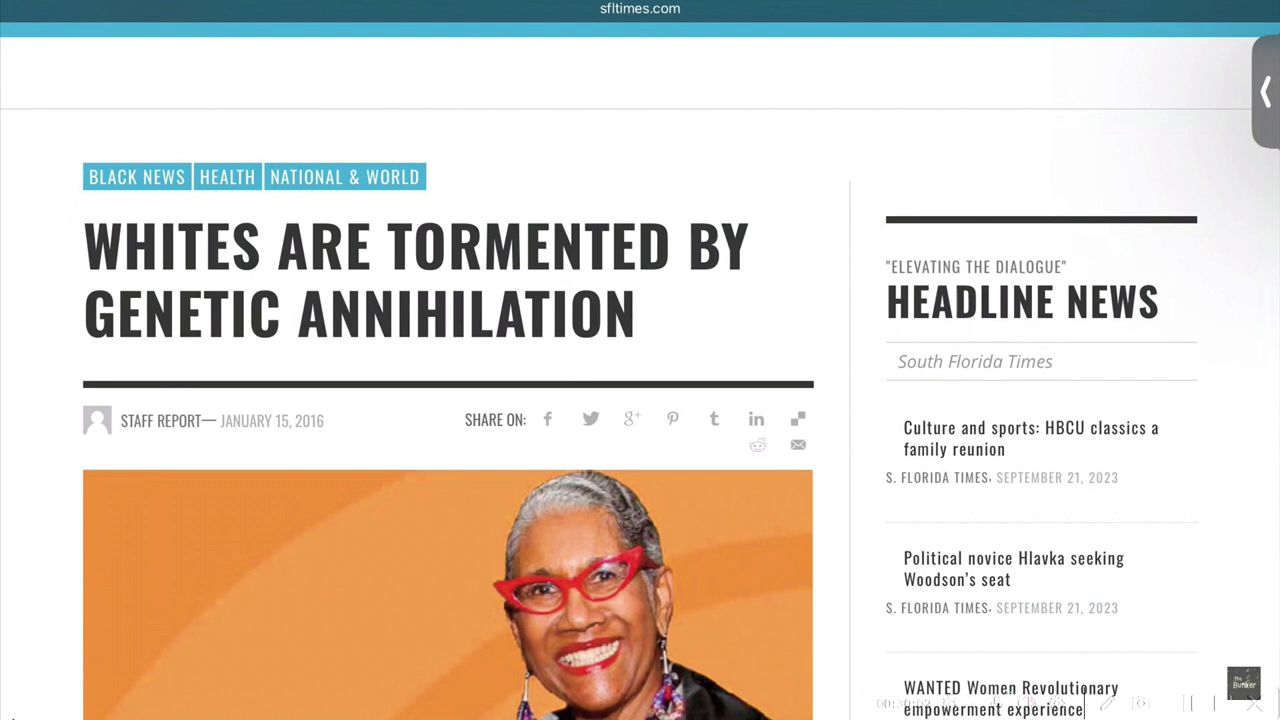 sfltimes.com
BLACK NEWS HEALTH NATIONAL & WORLD
WHITES ARE TORMENTED BY
GENETIC ANNIHILATION
STAFF REPORT— JANUARY 15, 2016
SHARE ON:
"ELEVATING THE DIALOGUE"
HEADLINE NEWS
South Florida Times
Culture and sports: HBCU classics a
family reunion
S. FLORIDA TIMES, SEPTEMBER 21, 2023
Political novice Hlavka seeking
Woodson's seat
S. FLORIDA TIMES, SEPTEMBER 21, 2023
WANTED Women Revolutionary
empowerment experience
The
Bunker